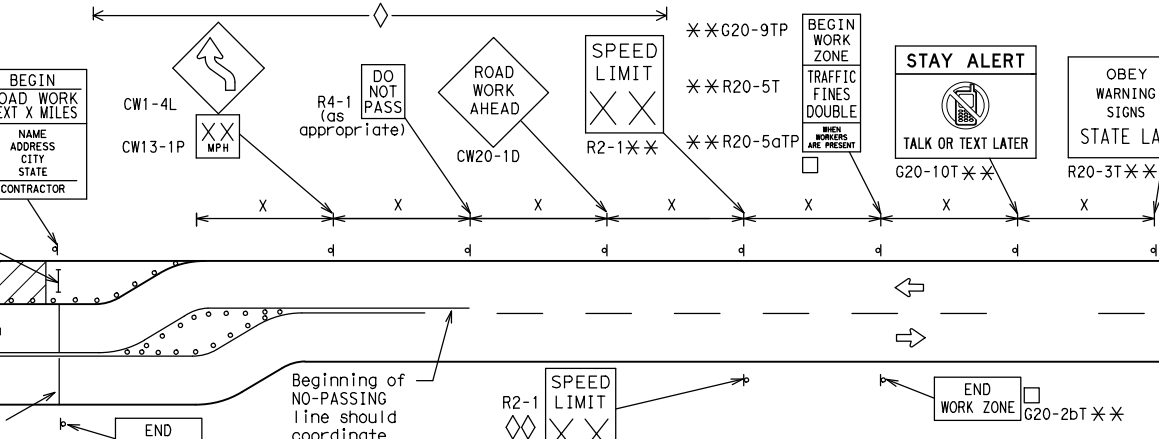 BEGIN
ROAD WORK
NEXT X MILES
NAME
ADDRESS
CITY
STATE
CONTRACTOR
CW1-4L
CW13-1P
XX
MPH
R4-1
(as
appropriate)
DO
NOT
PASS
ROAD
WORK
AHEAD
CW20-1D
SPEED
LIMIT
X X
R2-1**
**G20-9TP
**R20-5T
**R20-5aTP
BEGIN
WORK
ZONE
TRAFFIC
FINES
DOUBLE
WHEN
WORKERS
ARE PRESENT
STAY ALERT
TALK OR TEXT LATER
G20-10T**
OBEY
WARNING
SIGNS
STATE LA
R20-3T**
X X X X X X X
Beginning of
NO-PASSING
line should
coordinate
R2-1
SPEED
LIMIT
X X
END
WORK ZONE
G20-2bT**
END